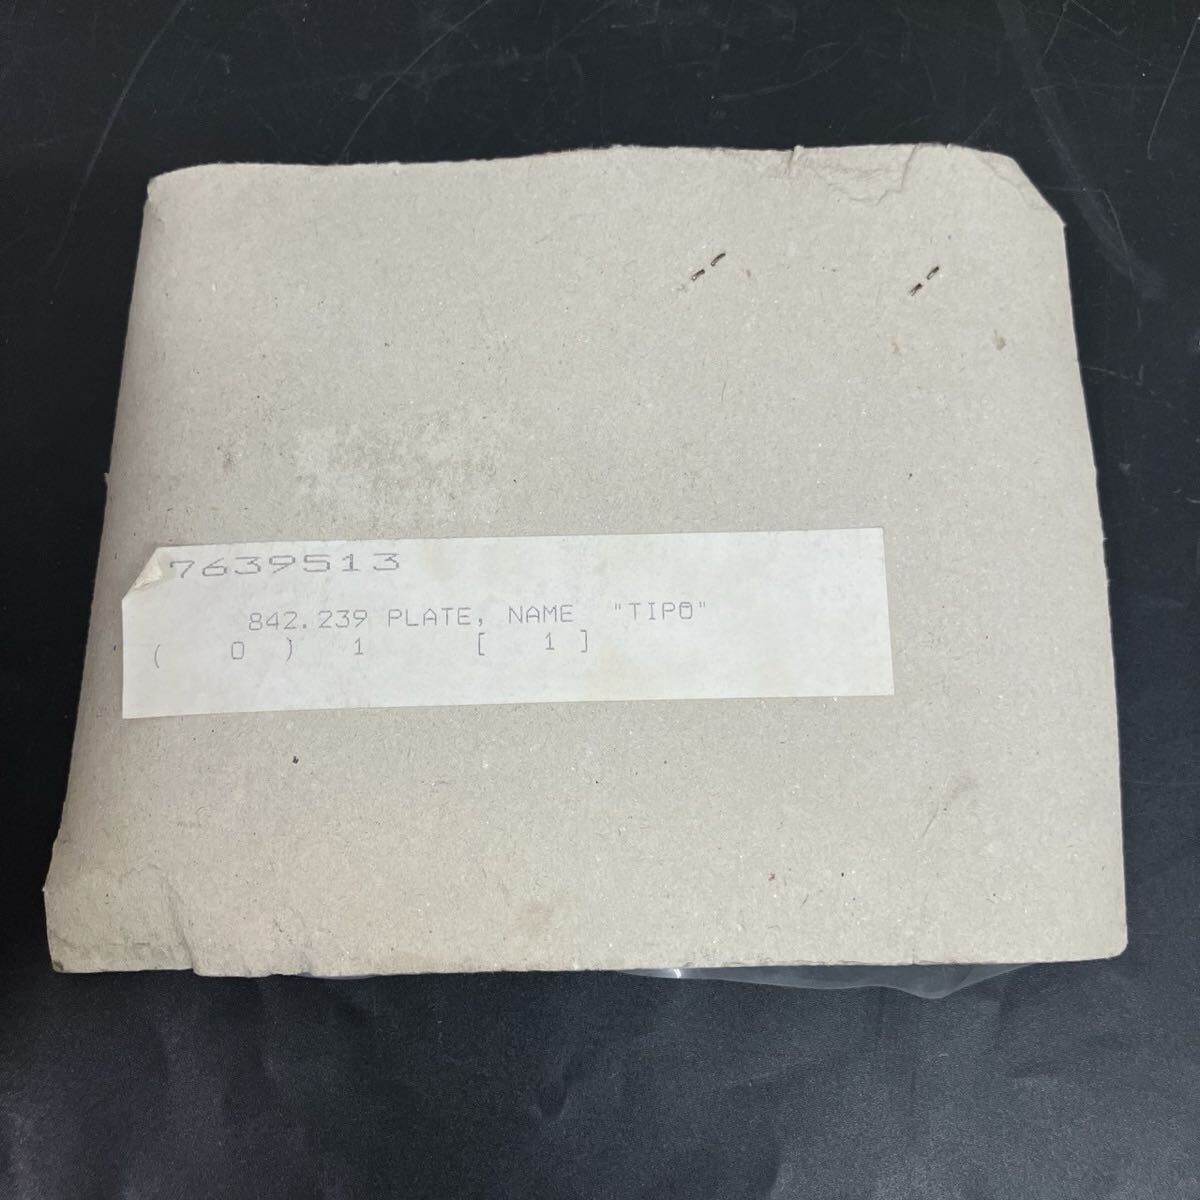 7639513
842.239 PLATE, NAME "TIPO"
( 0 ) 1 [ 1 ]